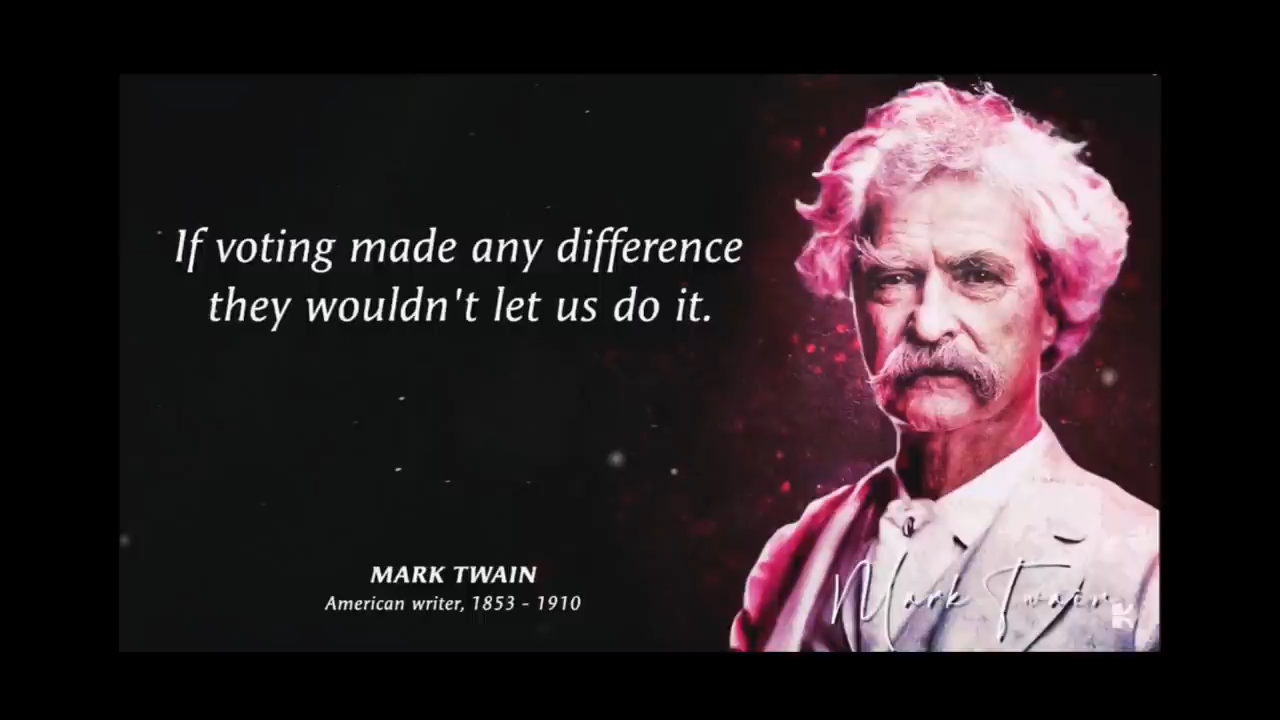 If voting made any difference
they wouldn't let us do it.
MARK TWAIN
American writer, 1853 - 1910
Mark Twain
K